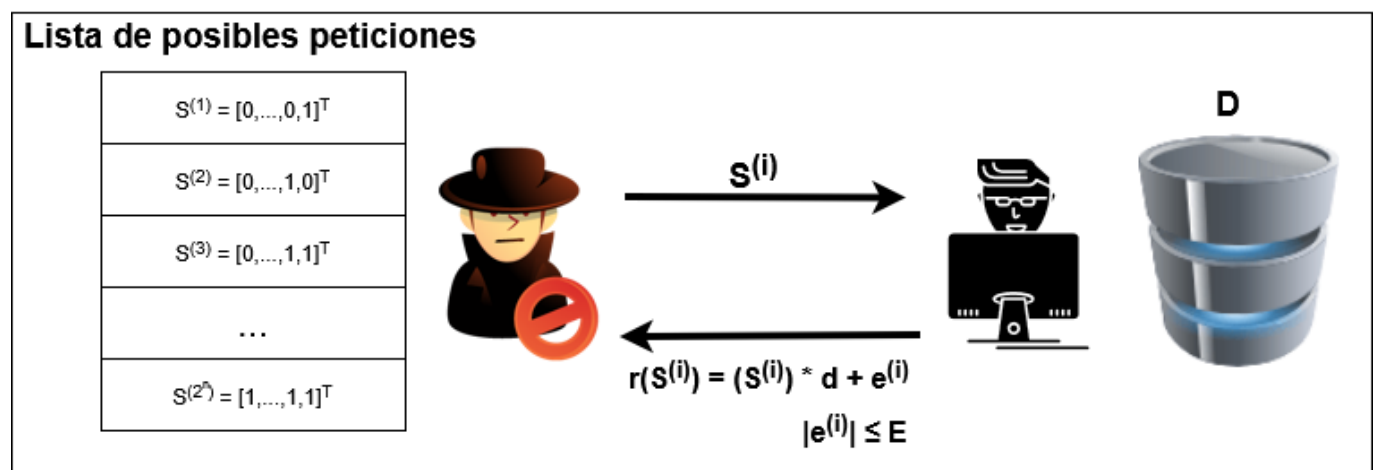 Lista de posibles peticiones
S⁽¹⁾ = [0,...,0,1]ᵀ
S⁽²⁾ = [0,...,1,0]ᵀ
S⁽³⁾ = [0,...,1,1]ᵀ
...
S^(2^n) = [1,...,1,1]ᵀ
S⁽ⁱ⁾
r(S⁽ⁱ⁾) = (S⁽ⁱ⁾) * d + e⁽ⁱ⁾
|e⁽ⁱ⁾| ≤ E
D